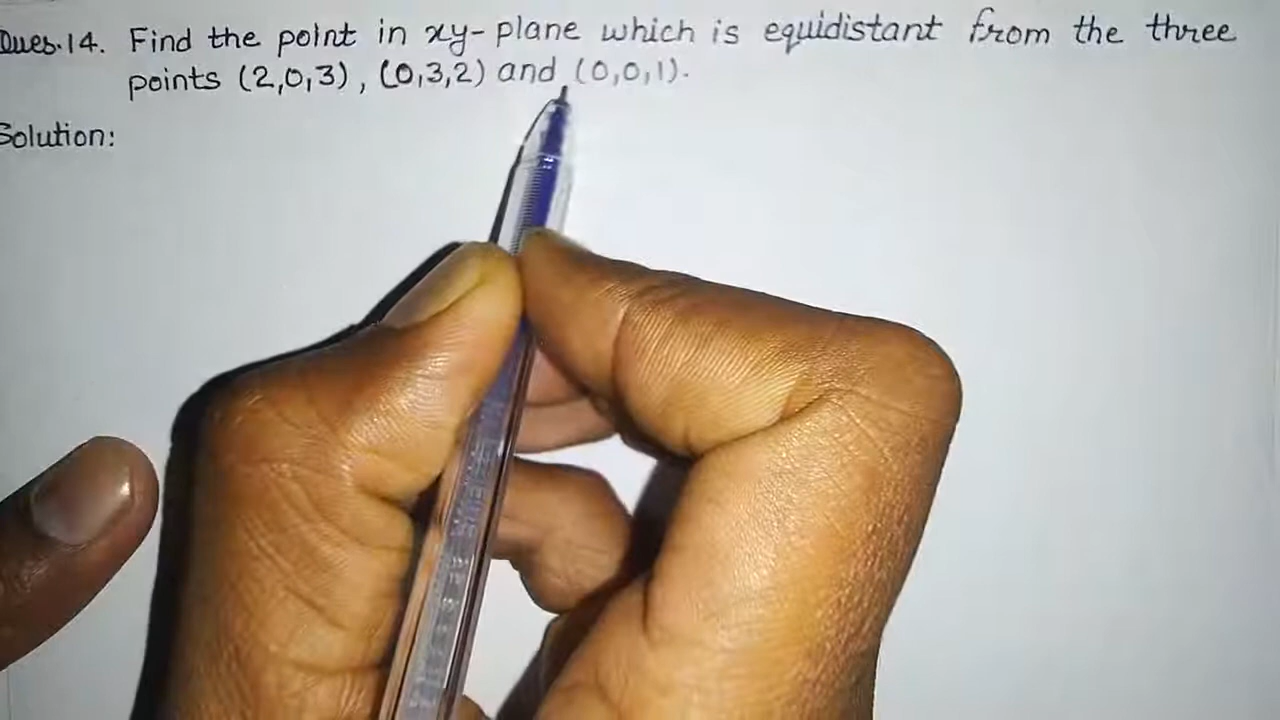 Ques.14. Find the point in xy-plane which is equidistant from the three
points (2,0,3), (0,3,2) and (0,0,1).
Solution: